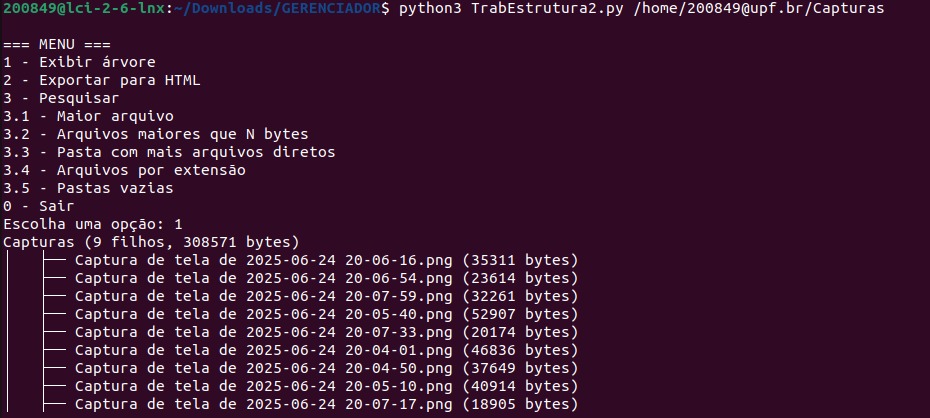 200849@lci-2-6-lnx:~/Downloads/GERENCIADOR$ python3 TrabEstrutura2.py /home/200849@upf.br/Capturas
=== MENU ===
1 - Exibir árvore
2 - Exportar para HTML
3 - Pesquisar
3.1 - Maior arquivo
3.2 - Arquivos maiores que N bytes
3.3 - Pasta com mais arquivos diretos
3.4 - Arquivos por extensão
3.5 - Pastas vazias
0 - Sair
Escolha uma opção: 1
Capturas (9 filhos, 308571 bytes)
│   ├── Captura de tela de 2025-06-24 20-06-16.png (35311 bytes)
│   ├── Captura de tela de 2025-06-24 20-06-54.png (23614 bytes)
│   ├── Captura de tela de 2025-06-24 20-07-59.png (32261 bytes)
│   ├── Captura de tela de 2025-06-24 20-05-40.png (52907 bytes)
│   ├── Captura de tela de 2025-06-24 20-07-33.png (20174 bytes)
│   ├── Captura de tela de 2025-06-24 20-04-01.png (46836 bytes)
│   ├── Captura de tela de 2025-06-24 20-04-50.png (37649 bytes)
│   ├── Captura de tela de 2025-06-24 20-05-10.png (40914 bytes)
│   ├── Captura de tela de 2025-06-24 20-07-17.png (18905 bytes)